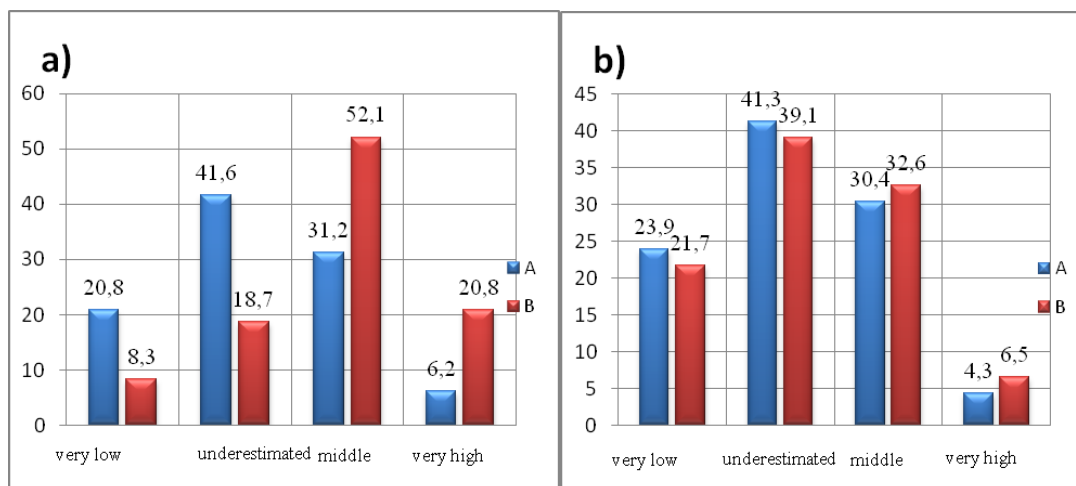 a)
60
50
40
30
20
10
0
20,8
8,3
41,6
18,7
31,2
52,1
6,2
20,8
A
B
very low
underestimated
middle
very high
b)
45
40
35
30
25
20
15
10
5
0
23,9
21,7
41,3
39,1
30,4
32,6
4,3
6,5
A
B
very low
underestimated
middle
very high